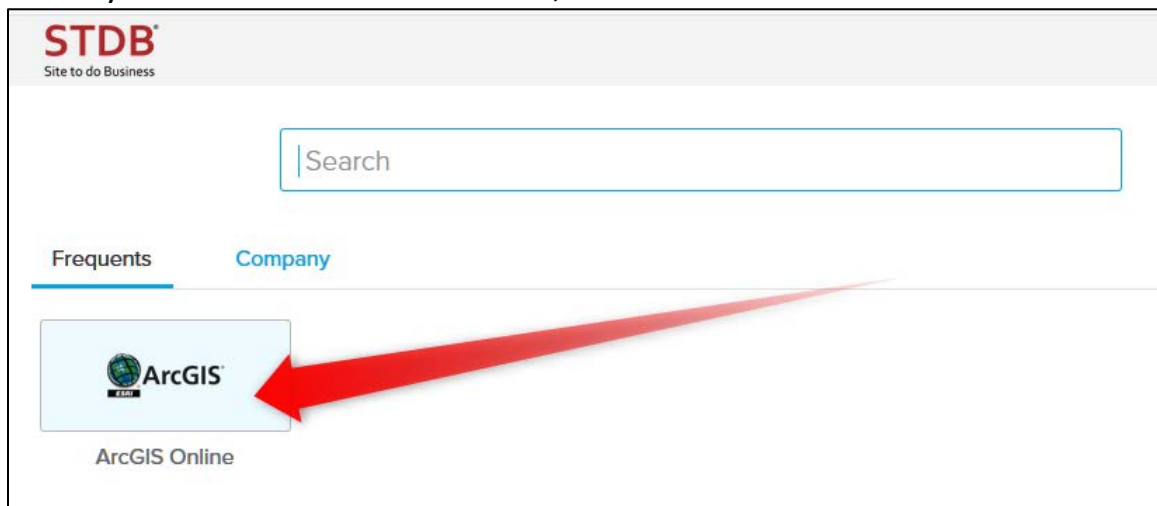 STDB
Site to do Business
Search
Frequents Company
ArcGIS
ESRI
ArcGIS Online